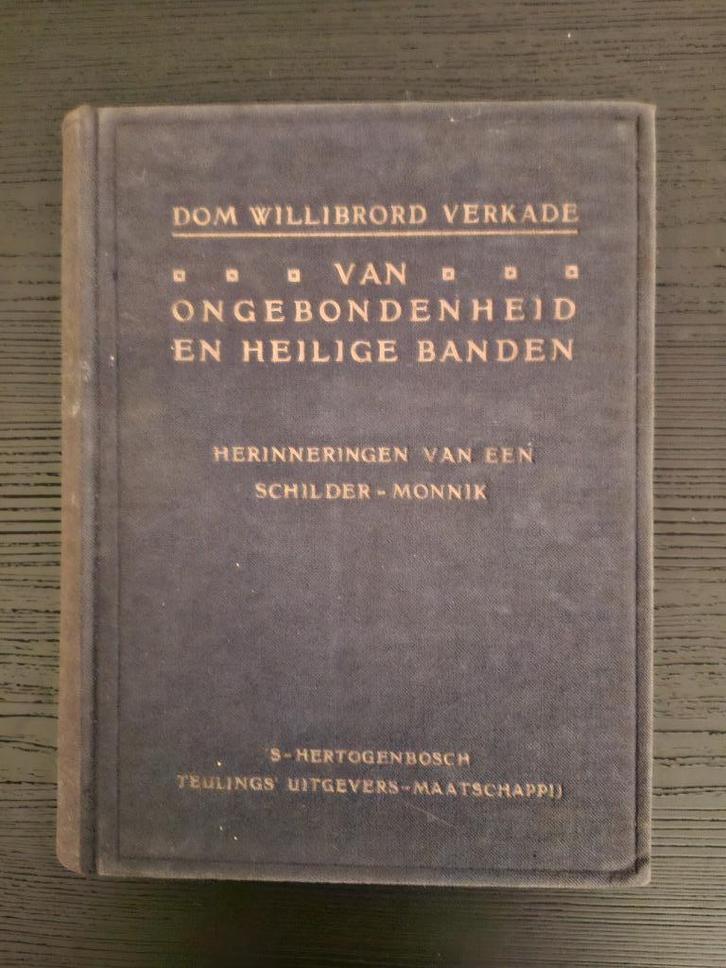 DOM WILLIBRORD VERKADE
VAN
ONGEBONDENHEID
EN HEILIGE BANDEN
HERINNERINGEN VAN EEN
SCHILDER-MONNIK
'S-HERTOGENBOSCH
TEULINGS' UITGEVERS-MAATSCHAPPIJ